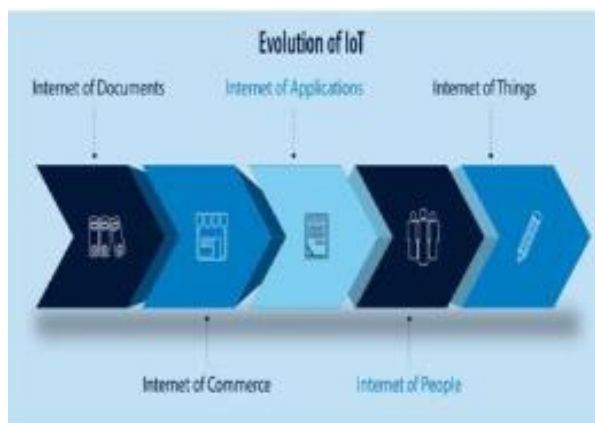 Evolution of IoT
Internet of Documents
Internet of Applications
Internet of Things
Internet of Commerce
Internet of People